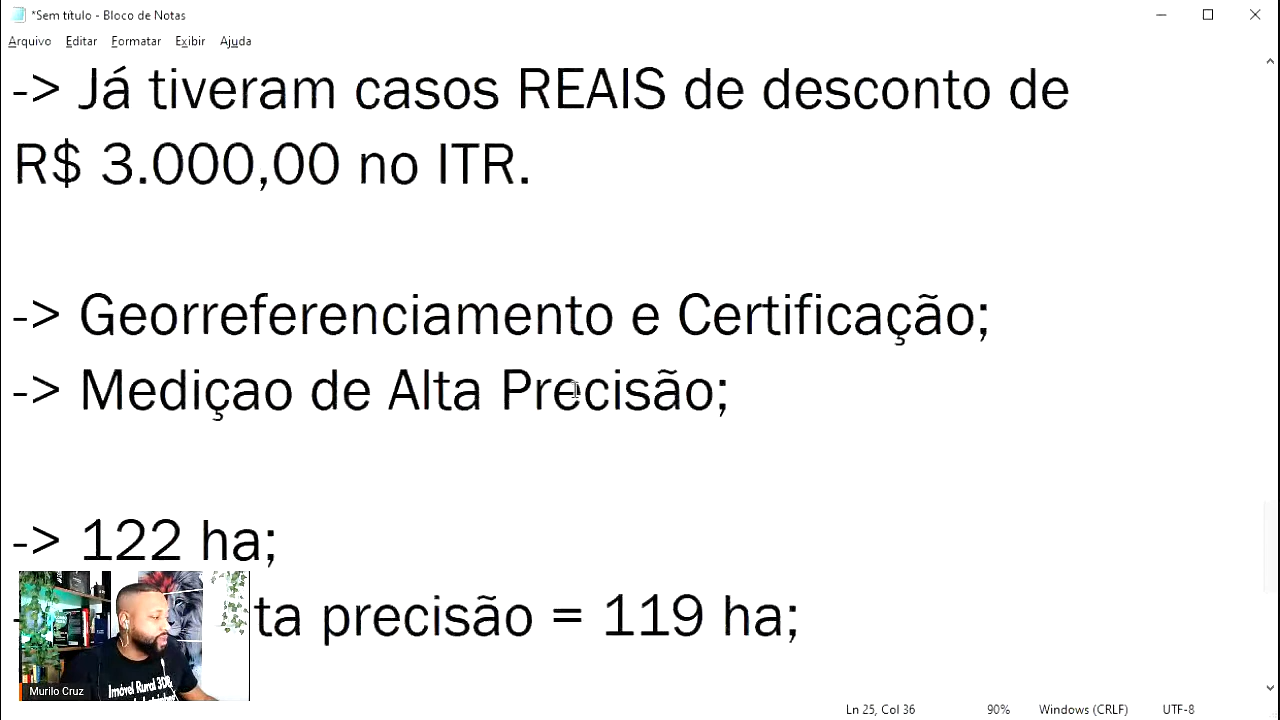 *Sem título - Bloco de Notas
Arquivo Editar Formatar Exibir Ajuda
-> Já tiveram casos REAIS de desconto de
R$ 3.000,00 no ITR.
-> Georreferenciamento e Certificação;
-> Mediçao de Alta Precisão;
-> 122 ha;
ta precisão = 119 ha;
Imóvel Rural
Murilo Cruz
Ln 25, Col 36 90% Windows (CRLF) UTF-8